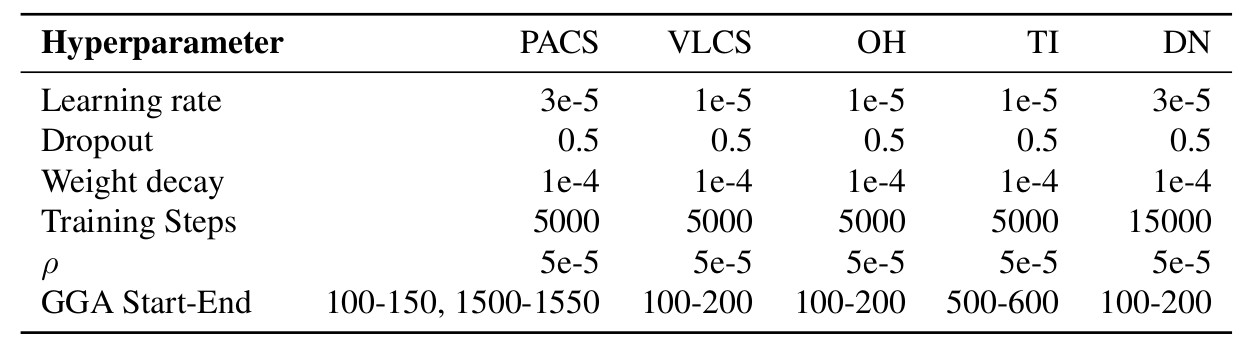 Hyperparameter PACS VLCS OH TI DN
Learning rate 3e-5 1e-5 1e-5 1e-5 3e-5
Dropout 0.5 0.5 0.5 0.5 0.5
Weight decay 1e-4 1e-4 1e-4 1e-4 1e-4
Training Steps 5000 5000 5000 5000 15000
ρ 5e-5 5e-5 5e-5 5e-5 5e-5
GGA Start-End 100-150, 1500-1550 100-200 100-200 500-600 100-200